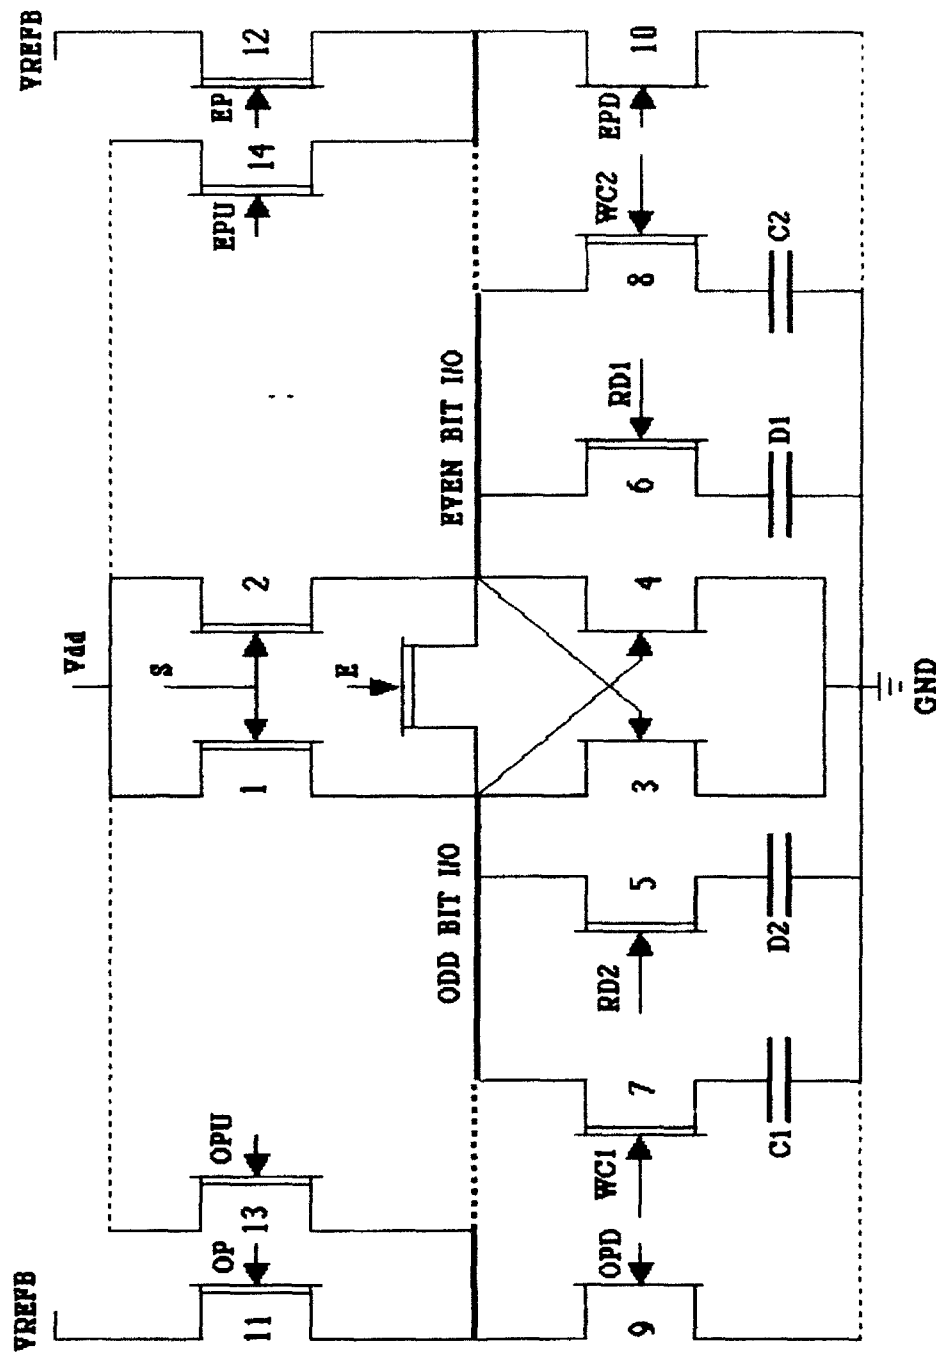 VREFB
VREFB
Vdd
12
EP
14
EPU
S
2
1
E
OPU
13
OP
11
EVEN BIT I/O
ODD BIT I/O
10
EPD
WC2
8
RD1
6
4
3
5
RD2
7
WC1
OPD
9
C2
D1
D2
C1
GND